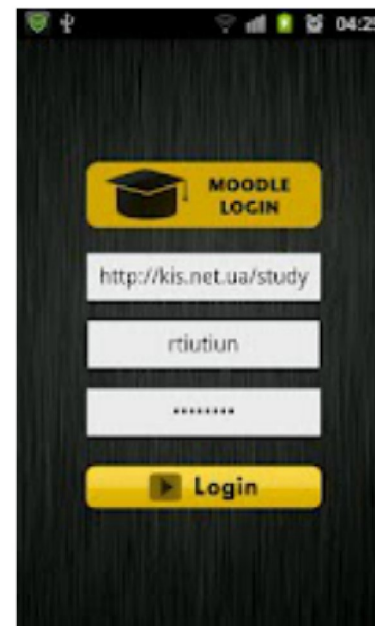 04:25
MOODLE
LOGIN
http://kis.net.ua/study
rtiutiun
••••••••
Login